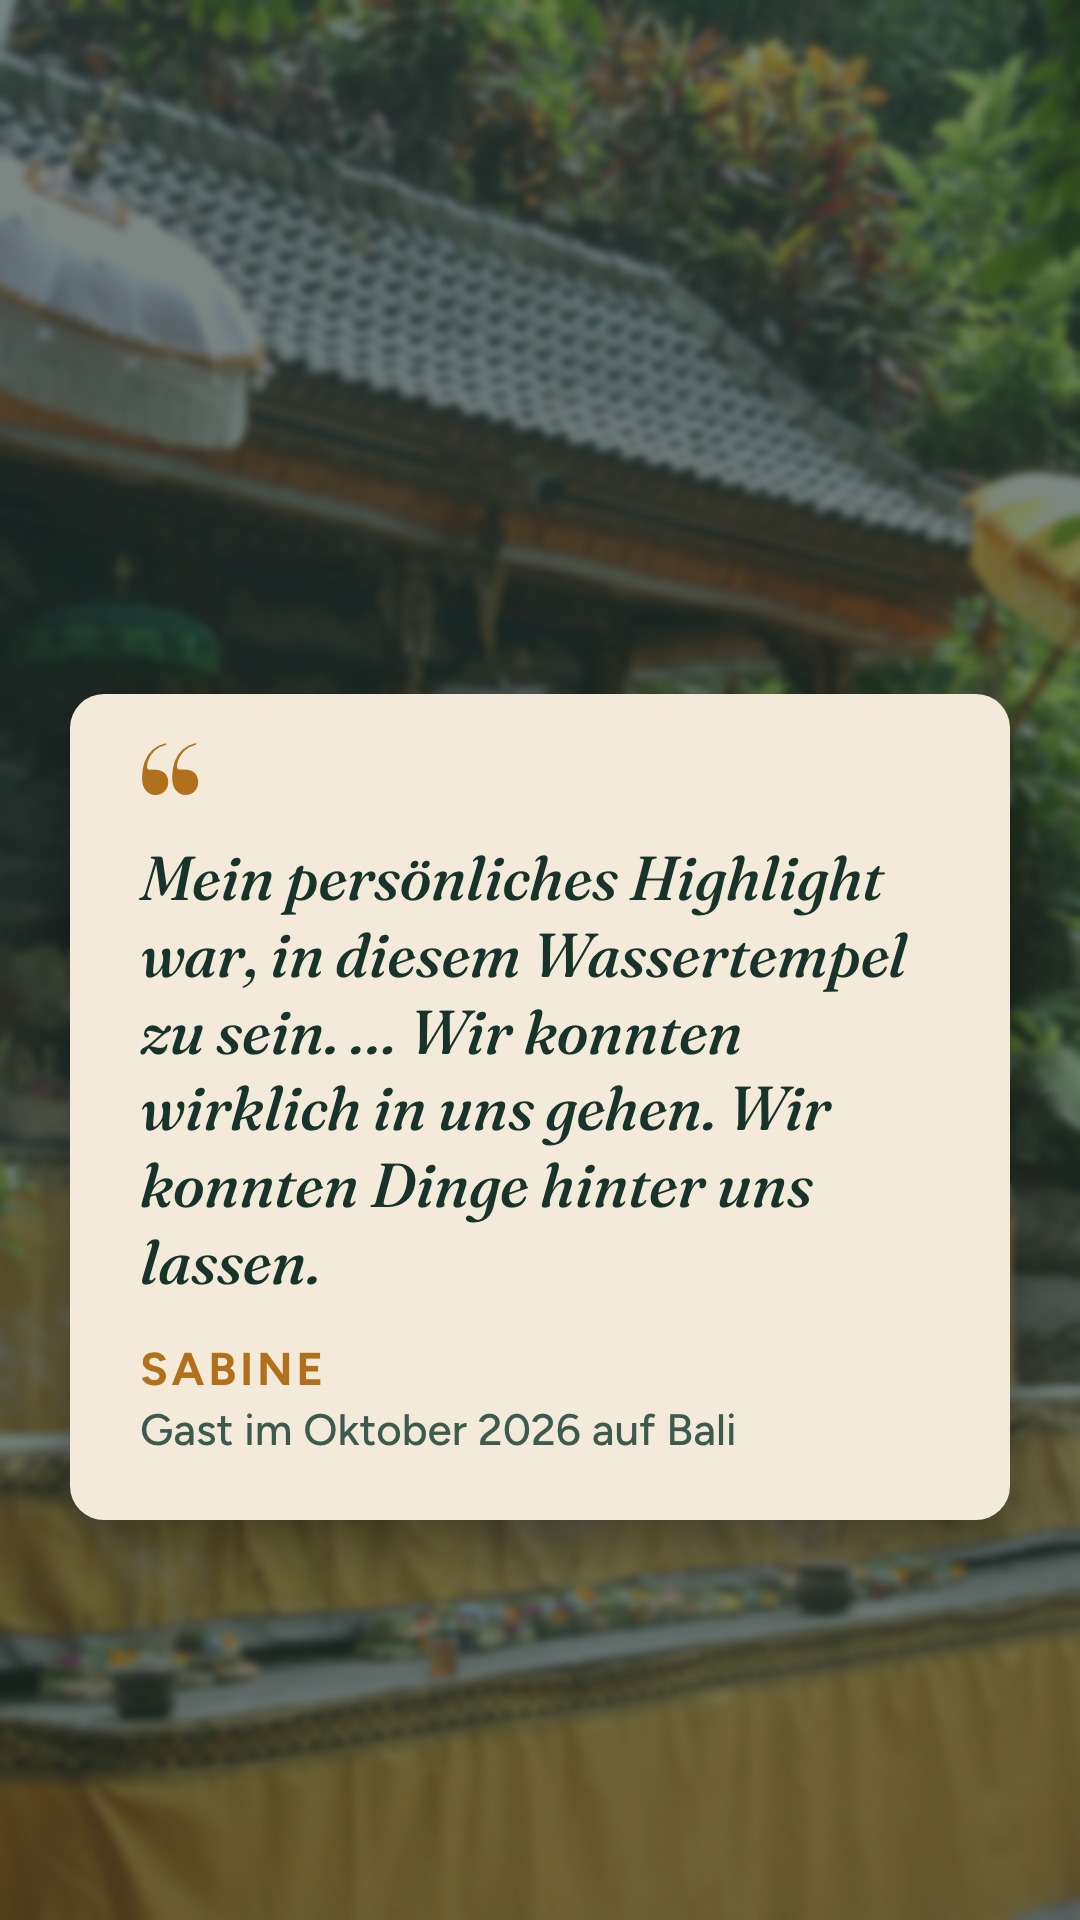 “
Mein persönliches Highlight
war, in diesem Wassertempel
zu sein. ... Wir konnten
wirklich in uns gehen. Wir
konnten Dinge hinter uns
lassen.
SABINE
Gast im Oktober 2026 auf Bali